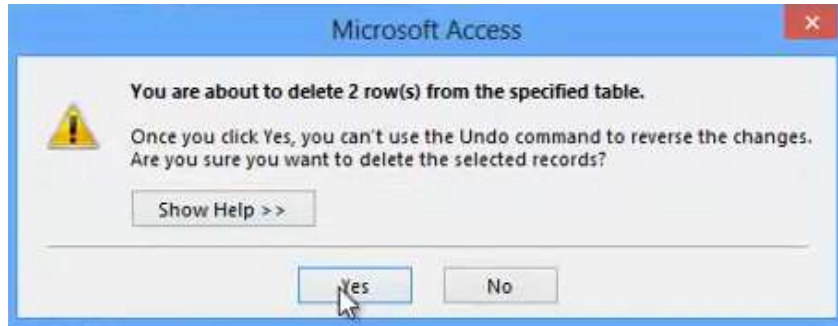 Microsoft Access
You are about to delete 2 row(s) from the specified table.
Once you click Yes, you can't use the Undo command to reverse the changes.
Are you sure you want to delete the selected records?
Show Help >>
Yes
No